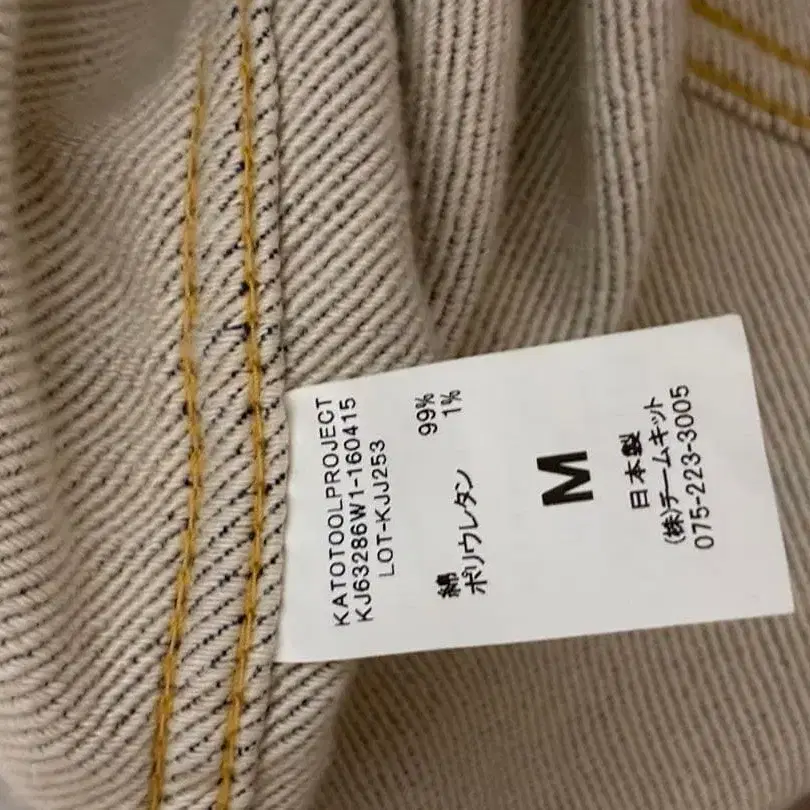 KATOTOOLPROJECT
KJ63286W1-160415
LOT-KJJ253
綿 99%
ポリウレタン 1%
M
日本製
(株)チームキット
075-223-3005